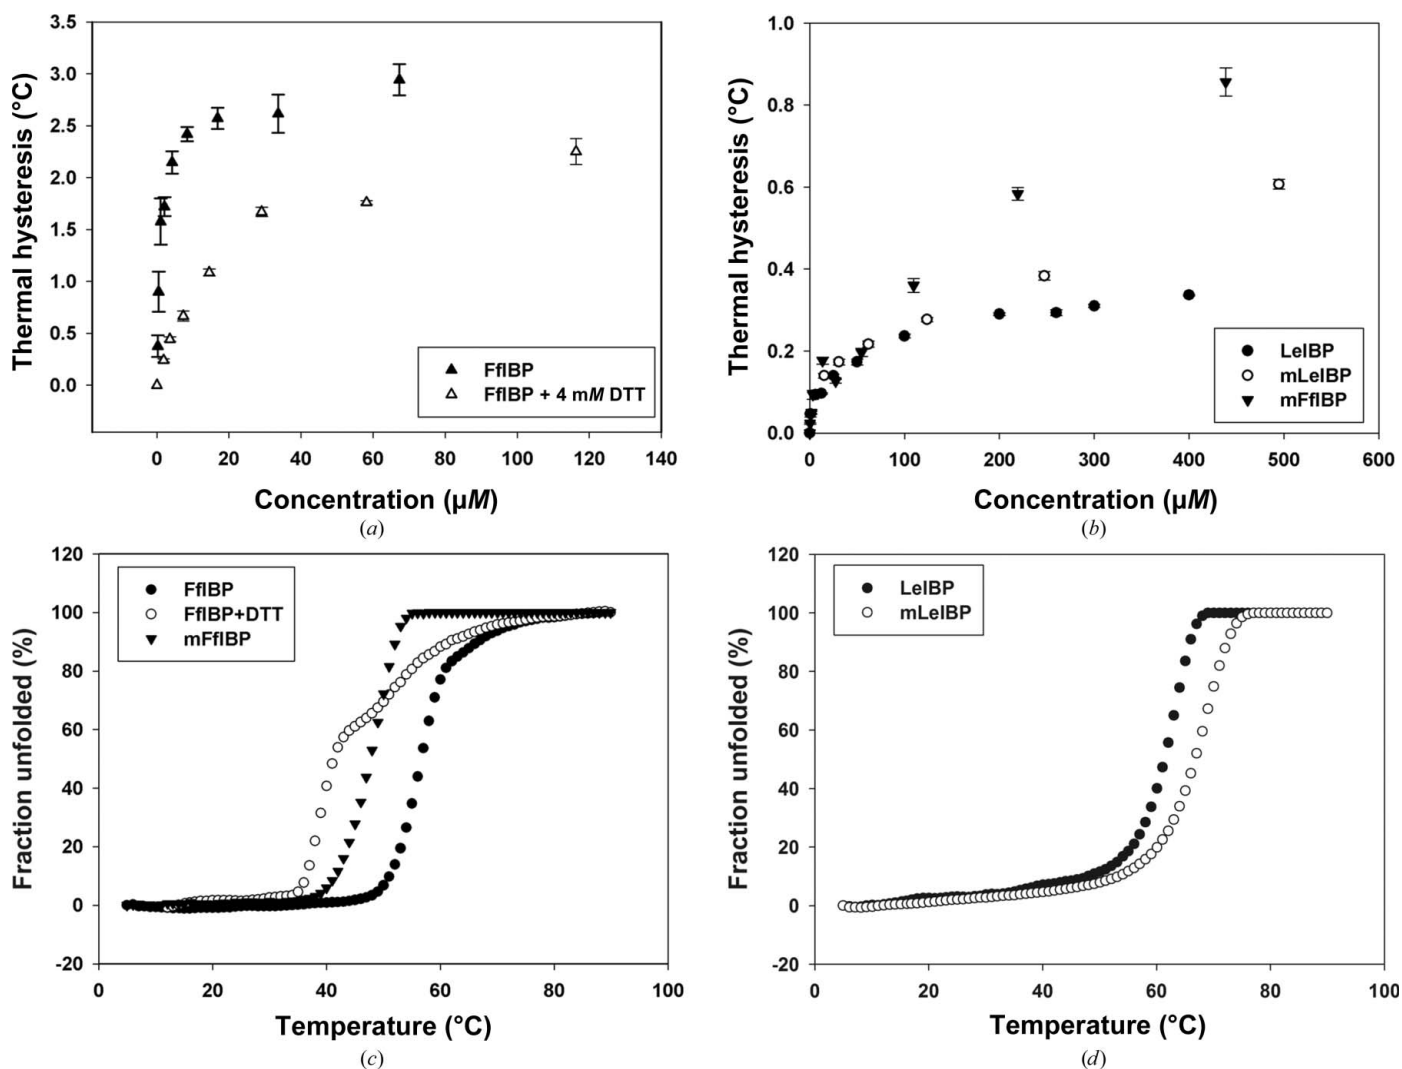 3.5
3.0
2.5
2.0
1.5
1.0
0.5
0.0
Thermal hysteresis (°C)
FfIBP
FfIBP + 4 mM DTT
0 20 40 60 80 100 120 140
Concentration (µM)
(a)
1.0
0.8
0.6
0.4
0.2
0.0
Thermal hysteresis (°C)
LeIBP
mLeIBP
mFfIBP
0 100 200 300 400 500 600
Concentration (µM)
(b)
120
100
80
60
40
20
0
-20
Fraction unfolded (%)
FfIBP
FfIBP+DTT
mFfIBP
0 20 40 60 80 100
Temperature (°C)
(c)
120
100
80
60
40
20
0
-20
Fraction unfolded (%)
LeIBP
mLeIBP
0 20 40 60 80 100
Temperature (°C)
(d)